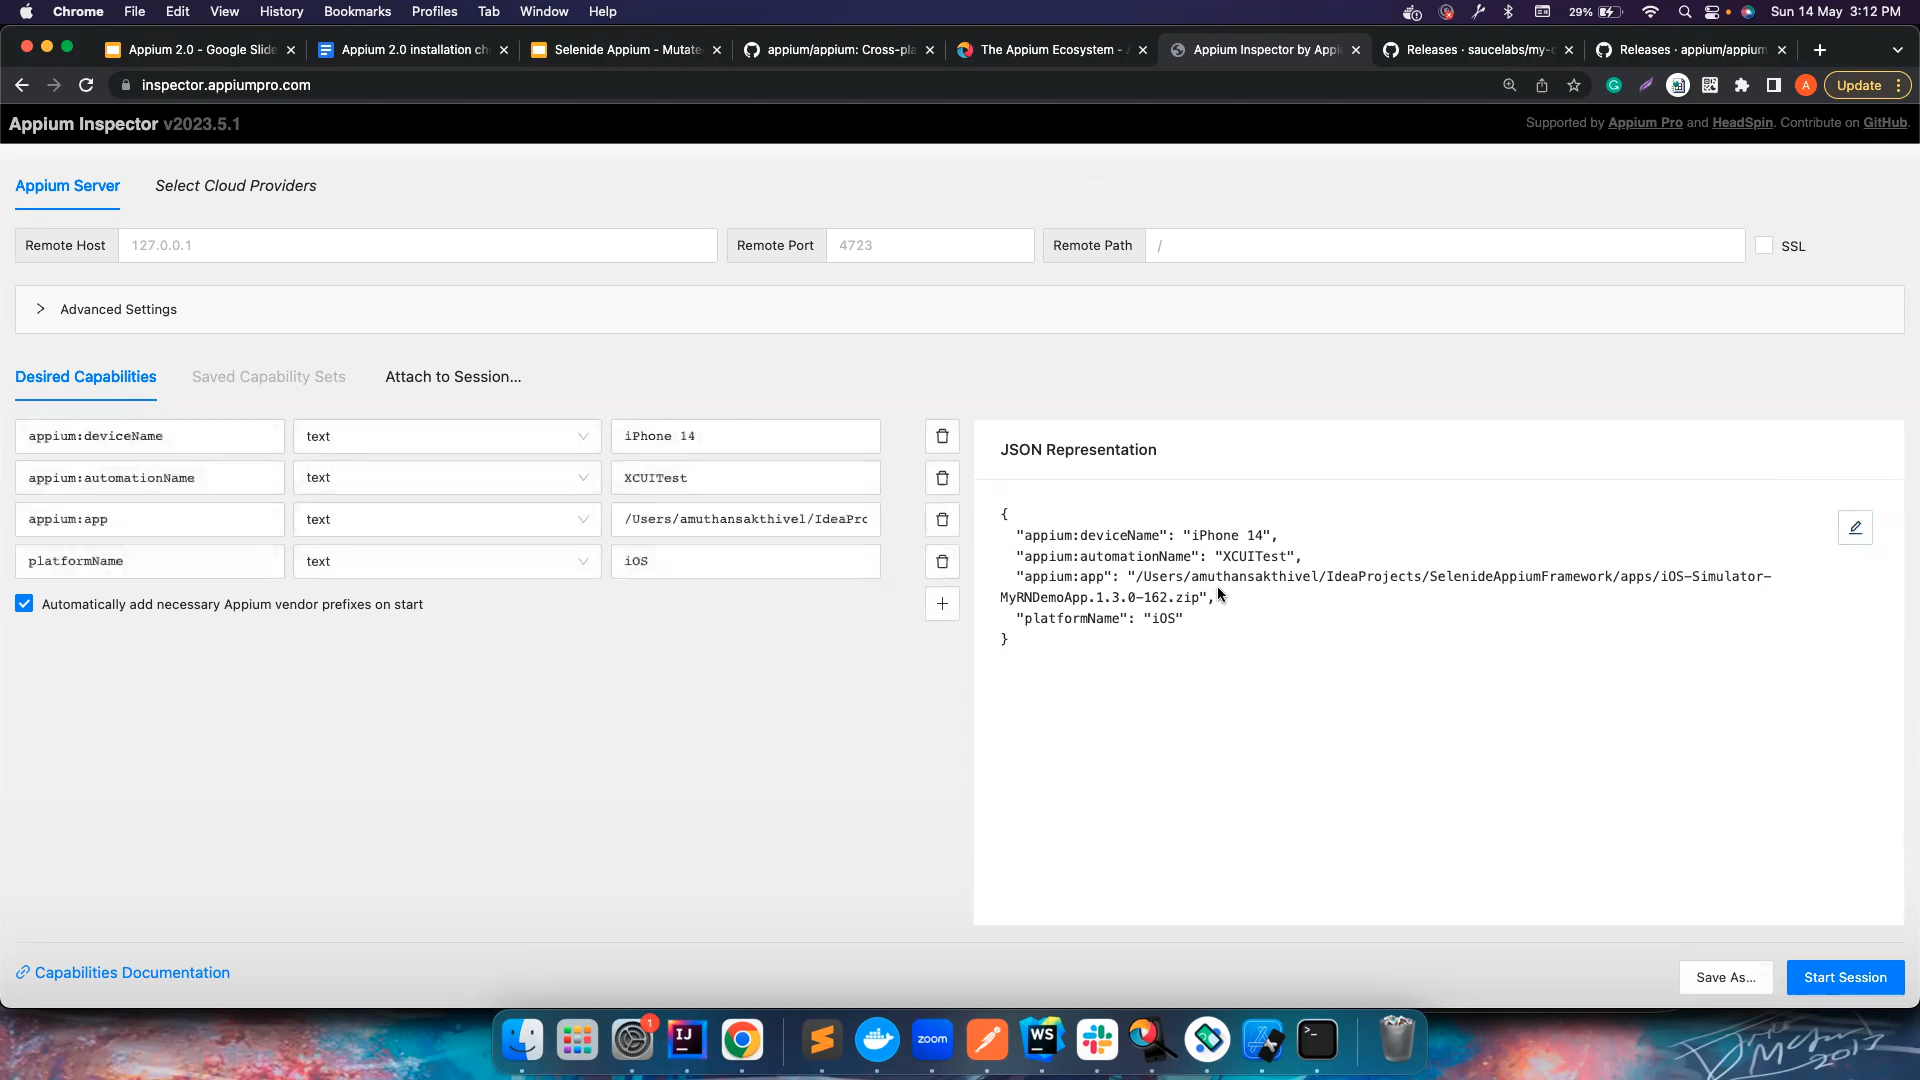 Chrome File Edit View History Bookmarks Profiles Tab Window Help 29% Sun 14 May 3:12 PM
Appium 2.0 - Google Slide Appium 2.0 installation ch Selenide Appium - Mutate appium/appium: Cross-pla The Appium Ecosystem - Appium Inspector by Appi Releases · saucelabs/my- Releases · appium/appium
inspector.appiumpro.com A Update
Appium Inspector v2023.5.1 Supported by Appium Pro and HeadSpin. Contribute on GitHub.
Appium Server Select Cloud Providers
Remote Host 127.0.0.1 Remote Port 4723 Remote Path / SSL
Advanced Settings
Desired Capabilities Saved Capability Sets Attach to Session...
appium:deviceName text iPhone 14
appium:automationName text XCUITest
appium:app text /Users/amuthansakthivel/IdeaPro
platformName text iOS
Automatically add necessary Appium vendor prefixes on start
JSON Representation
{
"appium:deviceName": "iPhone 14",
"appium:automationName": "XCUITest",
"appium:app": "/Users/amuthansakthivel/IdeaProjects/SelenideAppiumFramework/apps/iOS-Simulator-
MyRNDemoApp.1.3.0-162.zip",
"platformName": "iOS"
}
Capabilities Documentation
Save As... Start Session
1 IJ zoom WS >_
2017